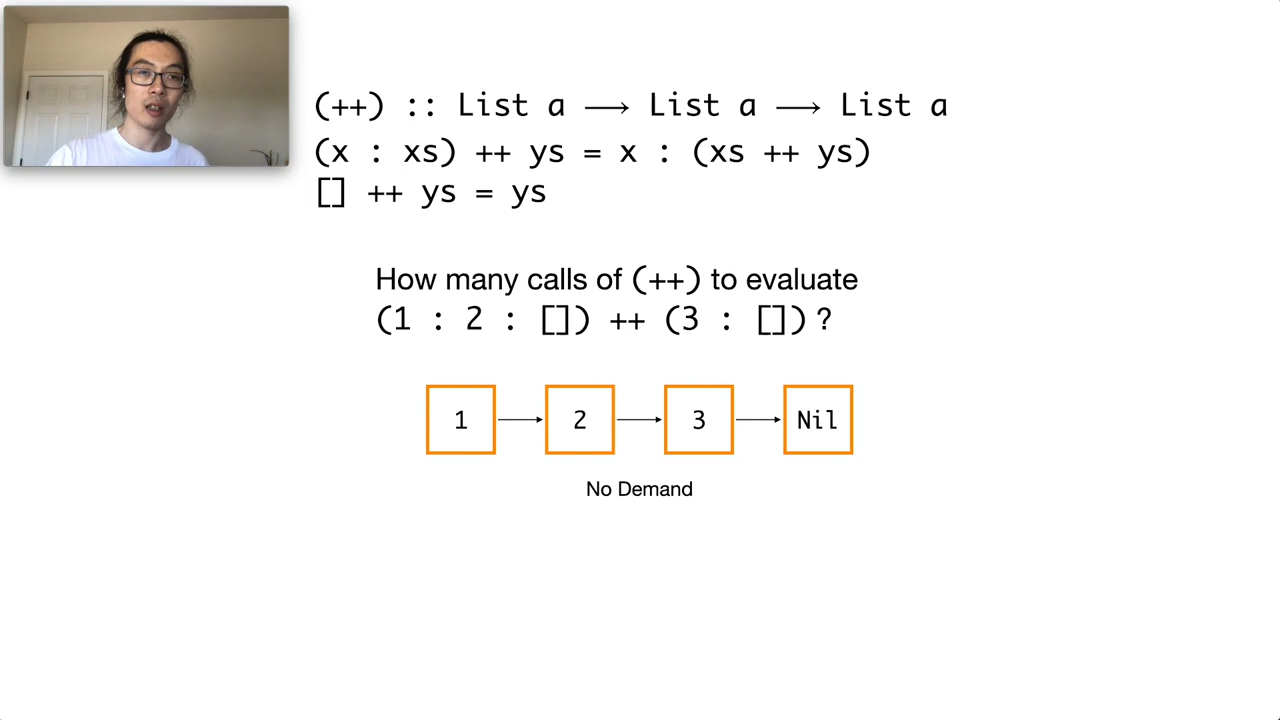 (++) :: List a ⟶ List a ⟶ List a
(x : xs) ++ ys = x : (xs ++ ys)
[] ++ ys = ys
How many calls of (++) to evaluate
(1 : 2 : []) ++ (3 : []) ?
1 2 3 Nil
No Demand